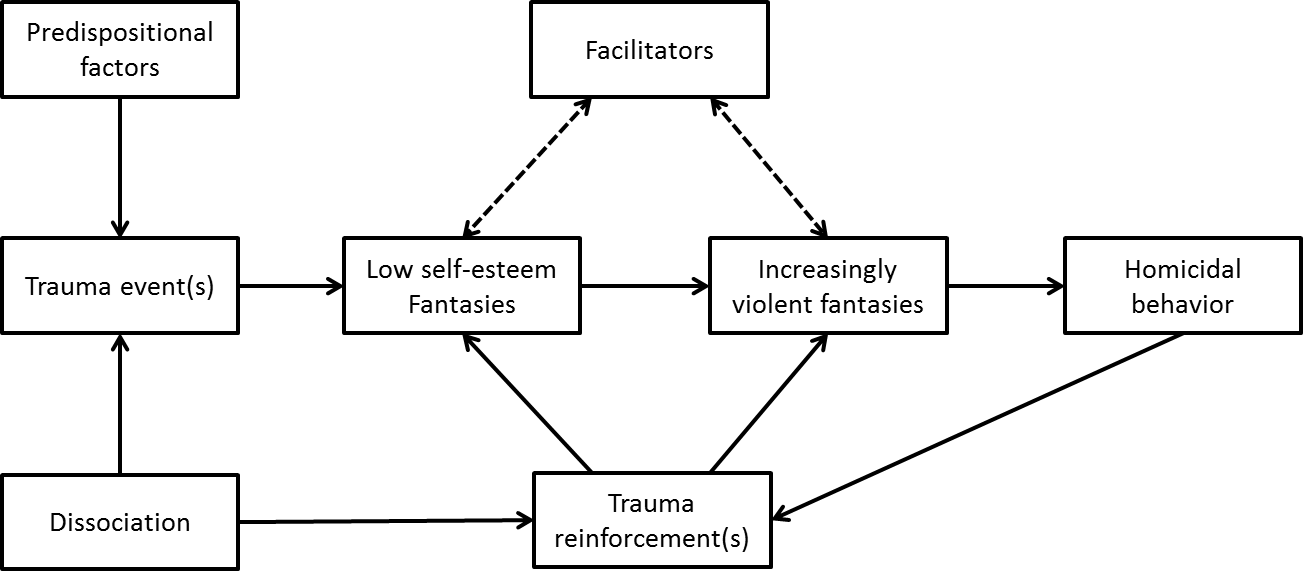 Predispositional
factors
Facilitators
Trauma event(s)
Low self-esteem
Fantasies
Increasingly
violent fantasies
Homicidal
behavior
Dissociation
Trauma
reinforcement(s)